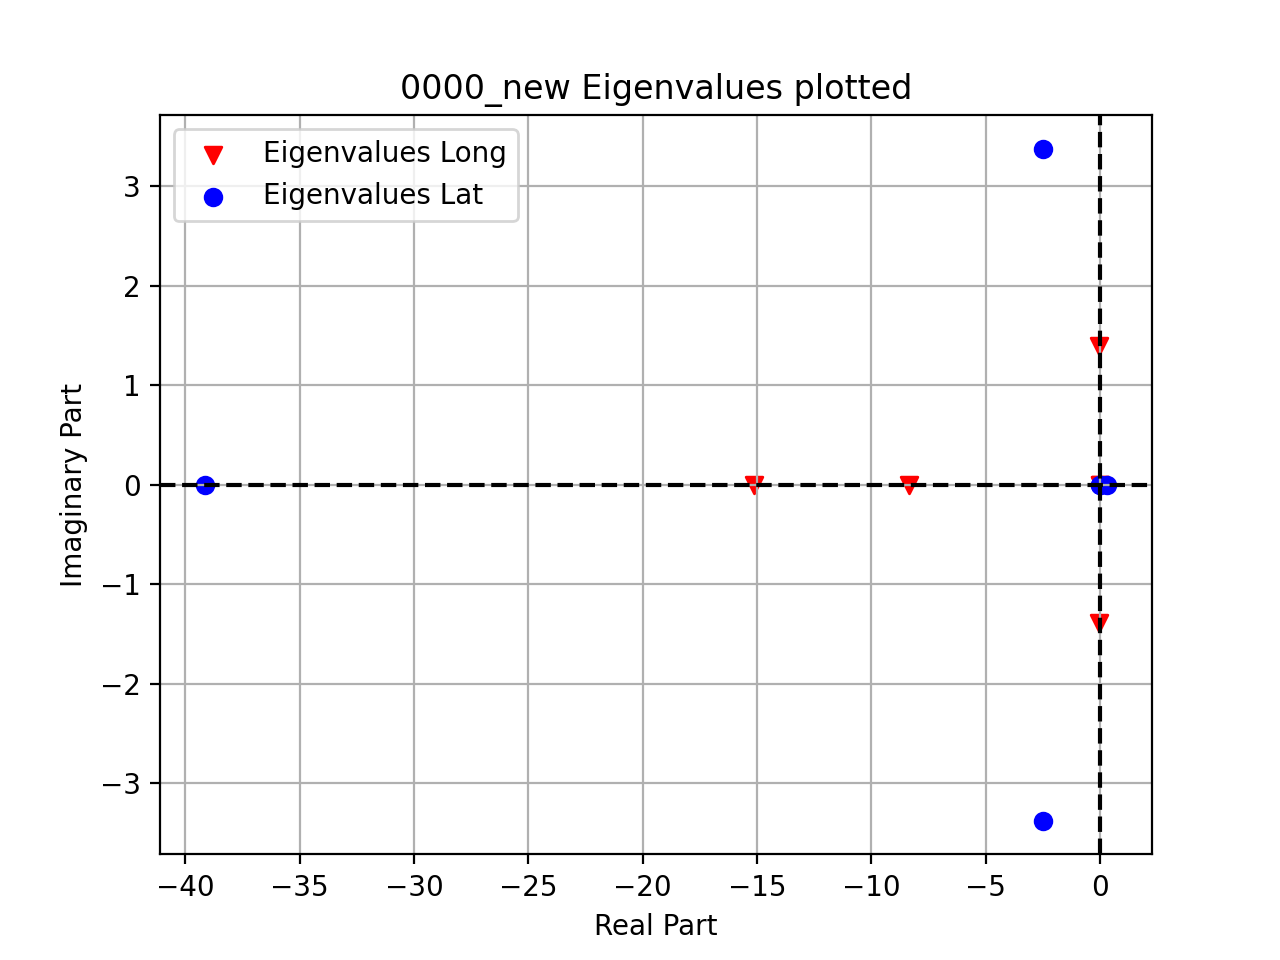 0000_new Eigenvalues plotted
Eigenvalues Long
Eigenvalues Lat
3
2
1
0
−1
−2
−3
Imaginary Part
−40 −35 −30 −25 −20 −15 −10 −5 0
Real Part